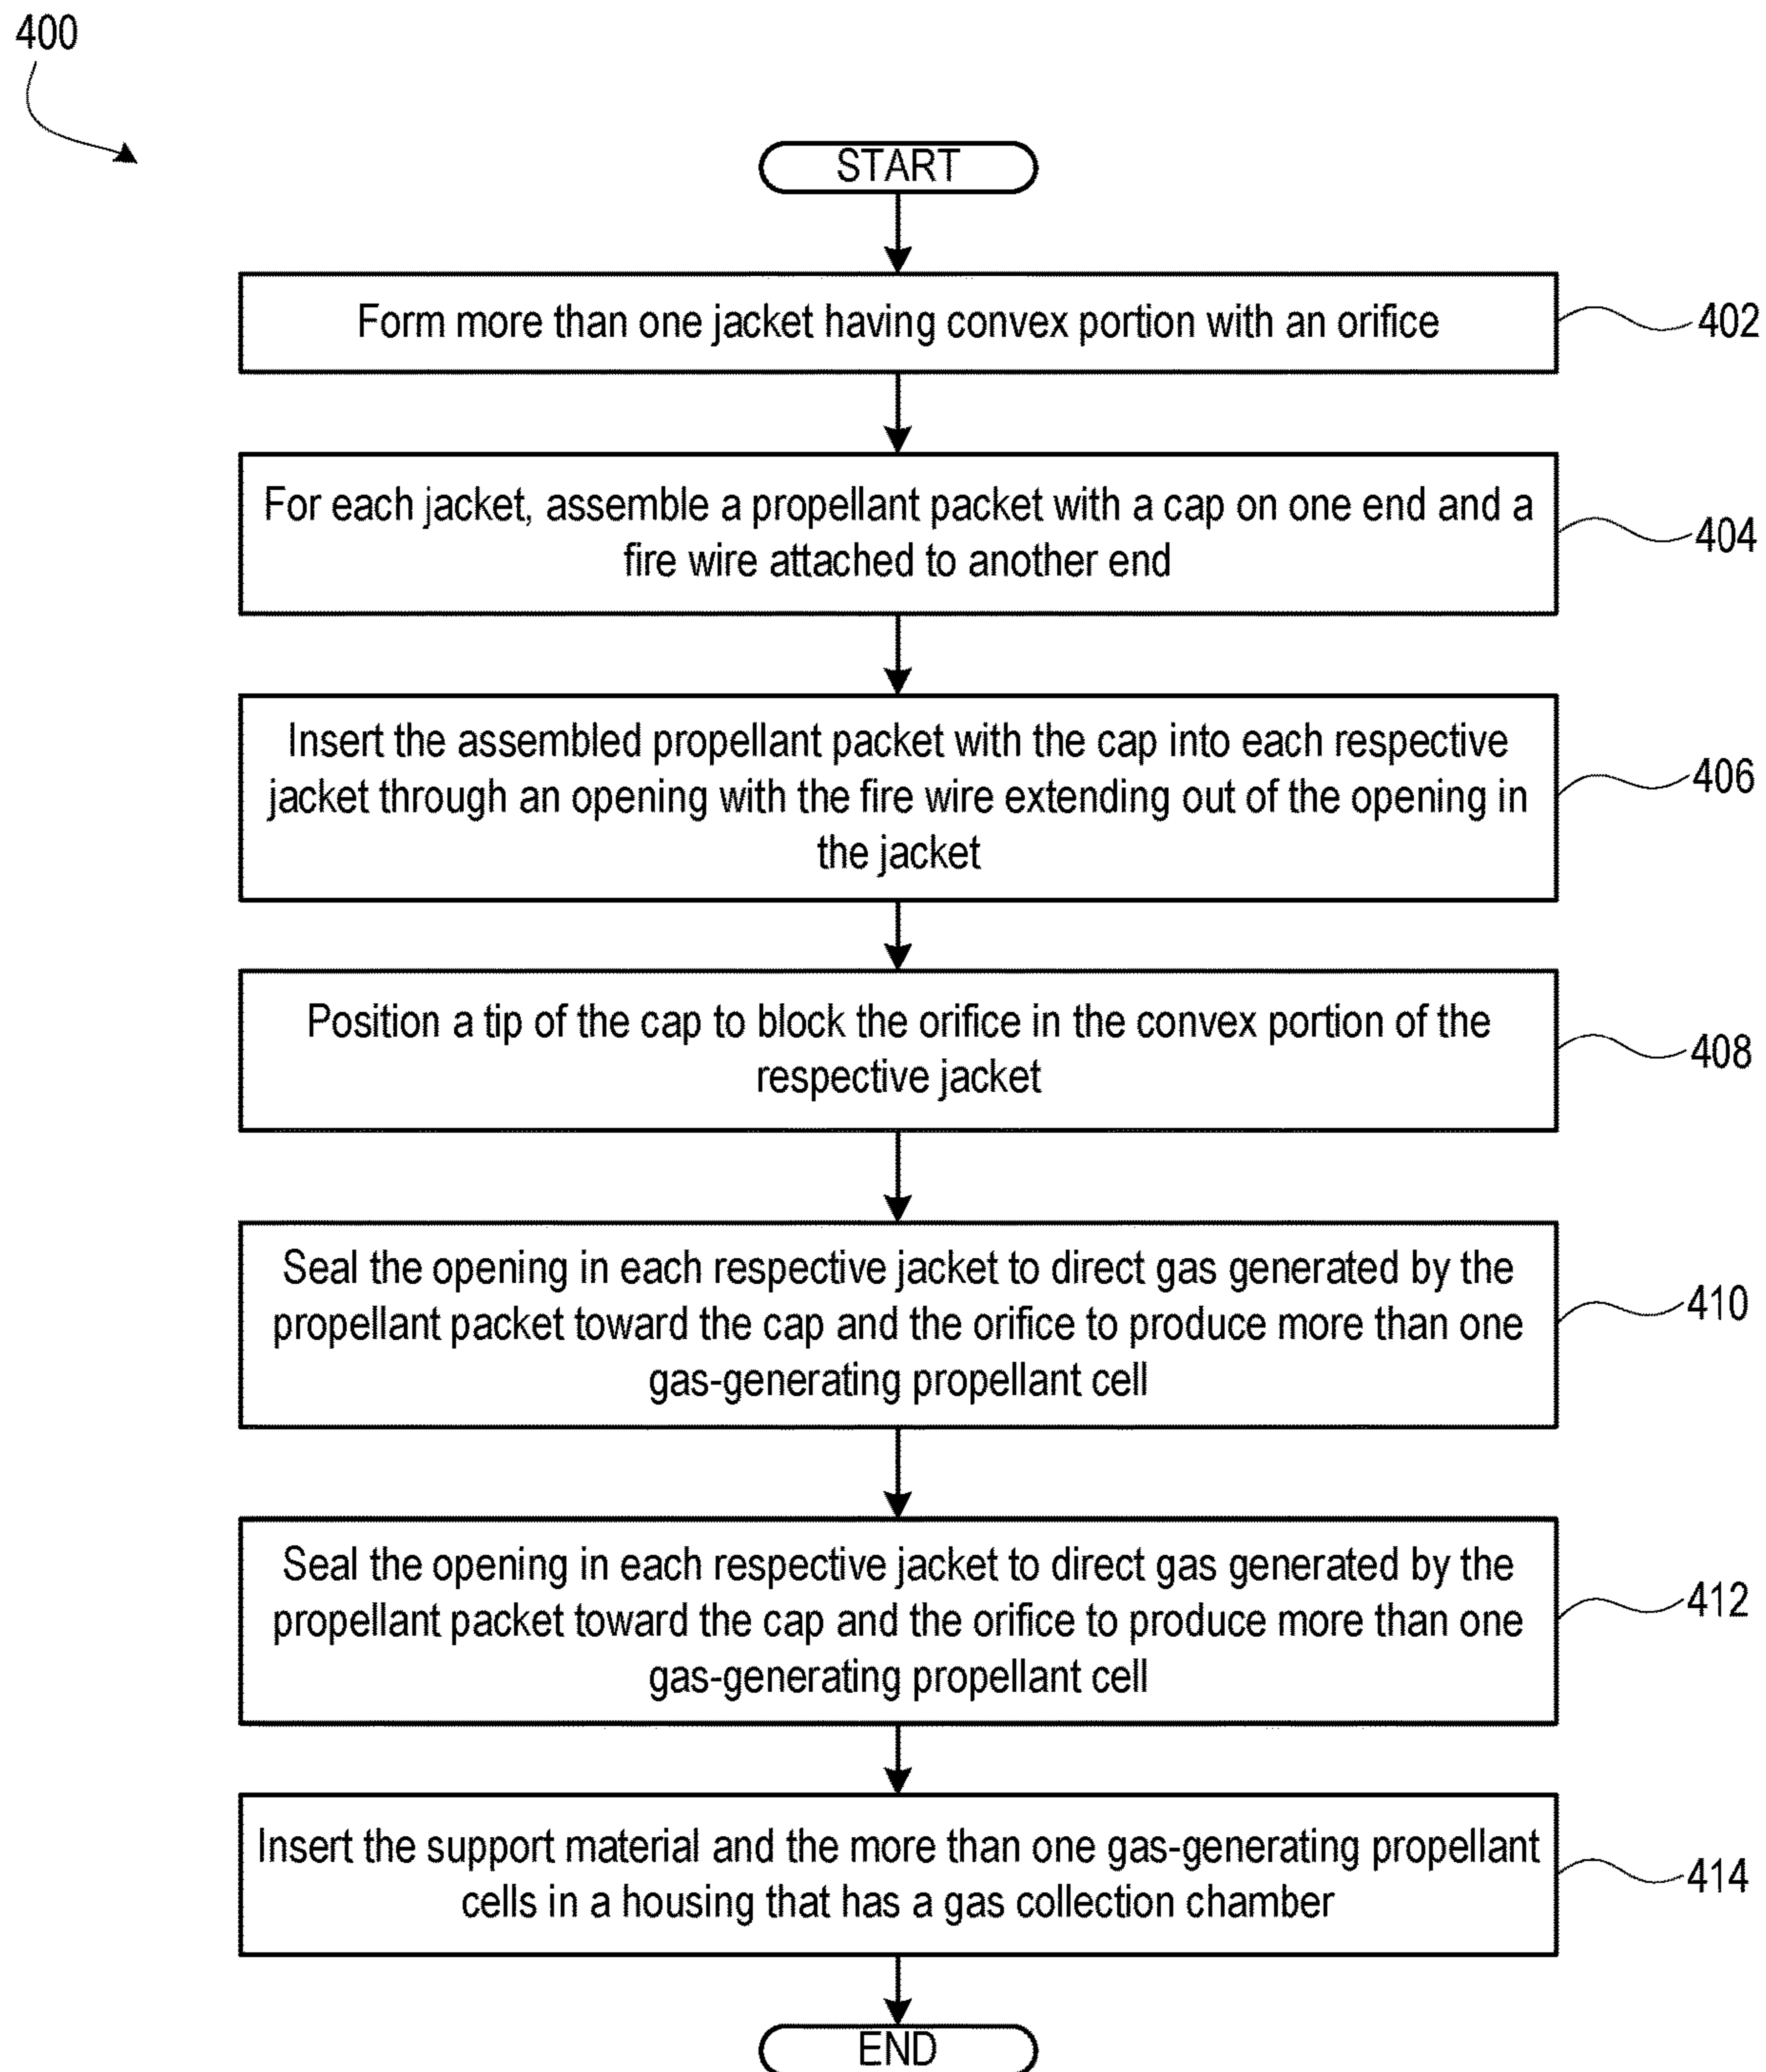 400
START
Form more than one jacket having convex portion with an orifice
402
For each jacket, assemble a propellant packet with a cap on one end and a
fire wire attached to another end
404
Insert the assembled propellant packet with the cap into each respective
jacket through an opening with the fire wire extending out of the opening in
the jacket
406
Position a tip of the cap to block the orifice in the convex portion of the
respective jacket
408
Seal the opening in each respective jacket to direct gas generated by the
propellant packet toward the cap and the orifice to produce more than one
gas-generating propellant cell
410
Seal the opening in each respective jacket to direct gas generated by the
propellant packet toward the cap and the orifice to produce more than one
gas-generating propellant cell
412
Insert the support material and the more than one gas-generating propellant
cells in a housing that has a gas collection chamber
414
END